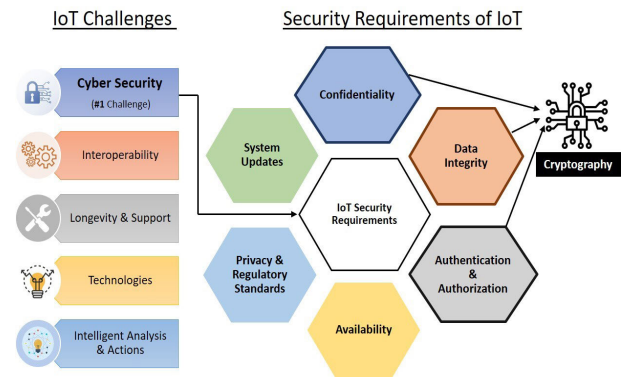 IoT Challenges
Security Requirements of IoT
Cyber Security
(#1 Challenge)
Interoperability
Longevity & Support
Technologies
Intelligent Analysis
& Actions
Confidentiality
System
Updates
Data
Integrity
IoT Security
Requirements
Privacy &
Regulatory
Standards
Authentication
&
Authorization
Availability
Cryptography